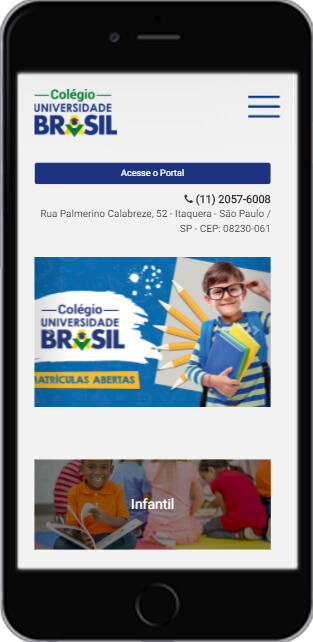 Colégio
UNIVERSIDADE
BRASIL
Acesse o Portal
(11) 2057-6008
Rua Palmerino Calabreze, 52 - Itaquera - São Paulo /
SP - CEP: 08230-061
Colégio
UNIVERSIDADE
BRASIL
MATRÍCULAS ABERTAS
Infantil